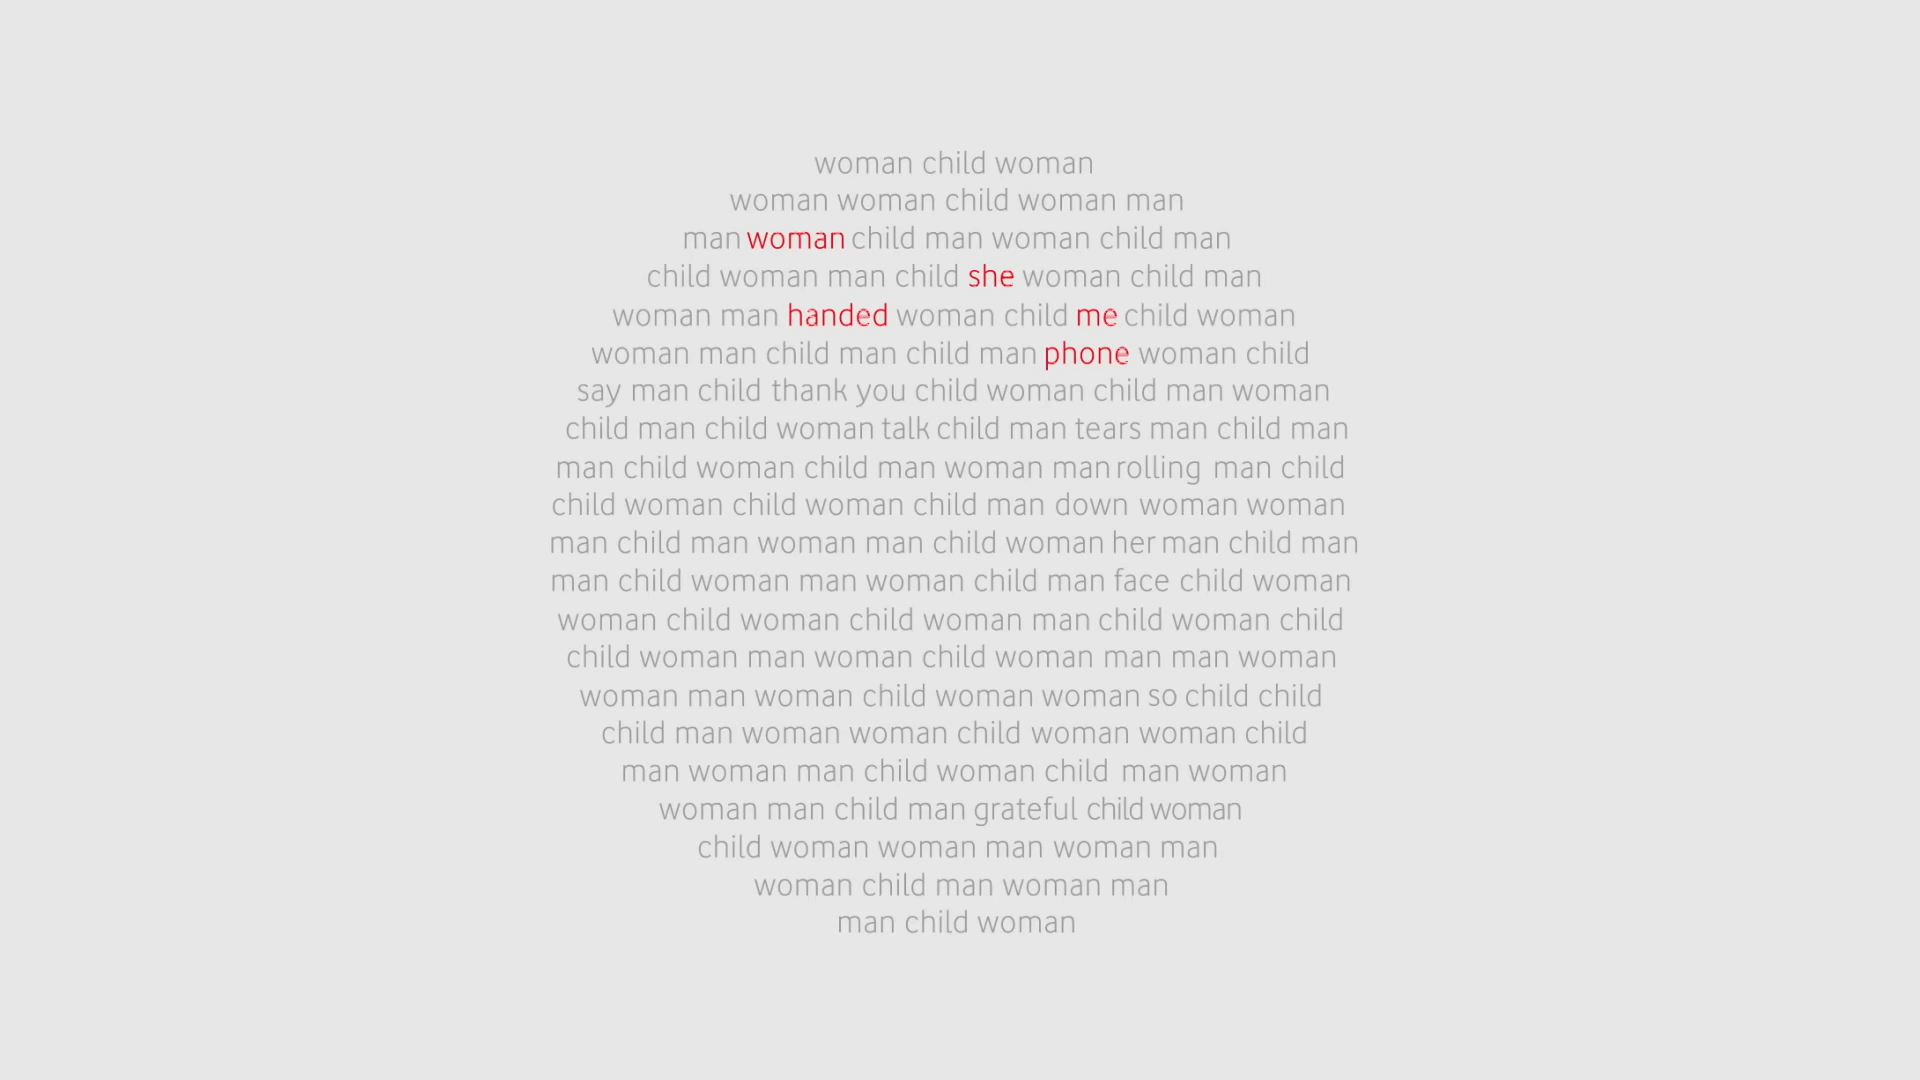 woman child woman
woman woman child woman man
man woman child man woman child man
child woman man child she woman child man
woman man handed woman child me child woman
woman man child man child man phone woman child
say man child thank you child woman child man woman
child man child woman talk child man tears man child man
man child woman child man woman man rolling man child
child woman child woman child man down woman woman
man child man woman man child woman her man child man
man child woman man woman child man face child woman
woman child woman child woman man child woman child
child woman man woman child woman man man woman
woman man woman child woman woman so child child
child man woman woman child woman woman child
man woman man child woman child man woman
woman man child man grateful child woman
child woman woman man woman man
woman child man woman man
man child woman